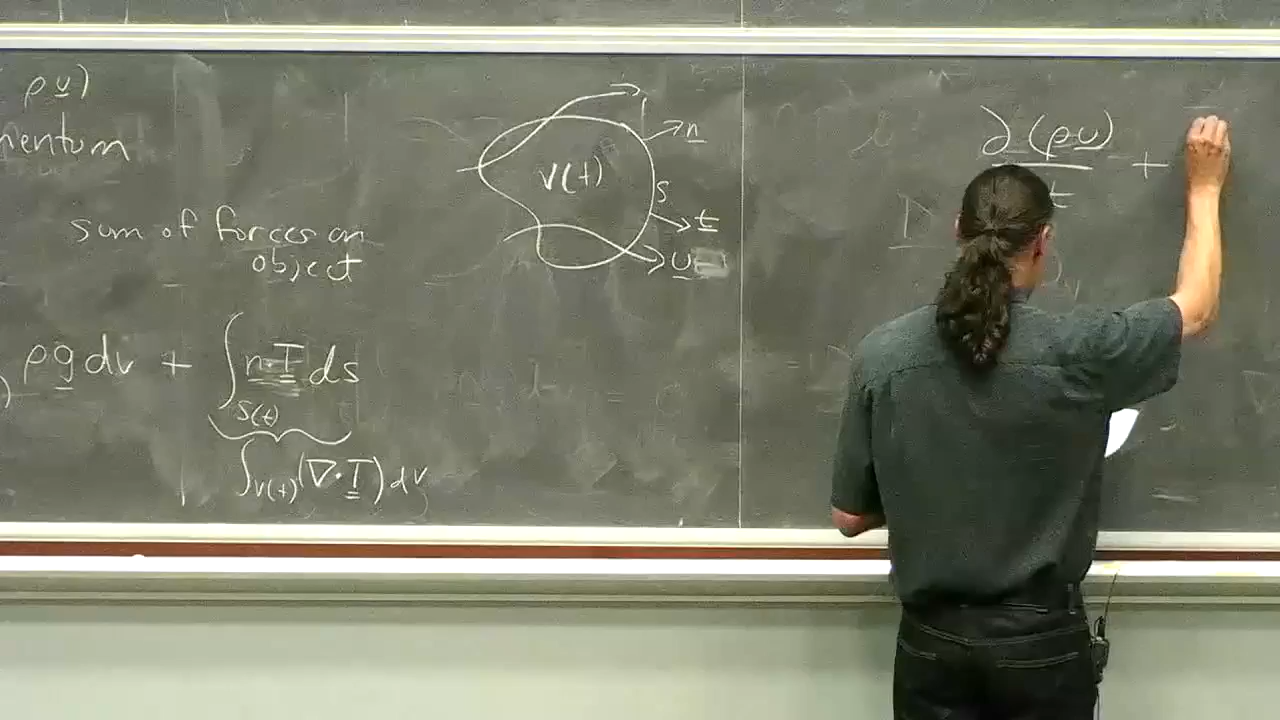 ρu)
mentum
sum of forces on
object
ρg dv + ∫ n·T ds
S(t)
∫V(t) (∇·T) dv
V(t)
n
s
t
u
∂(ρu) +
t